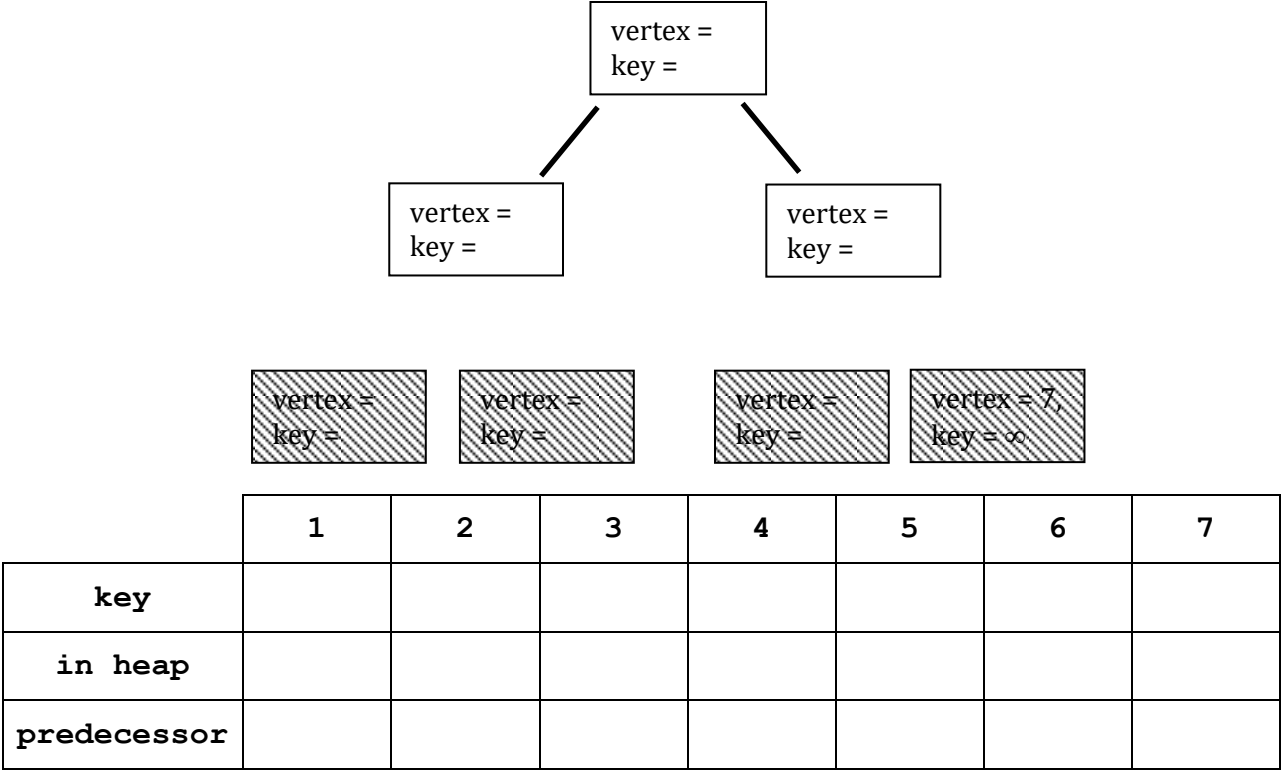 vertex =
key =
vertex =
key =
vertex =
key =
vertex =
key =
vertex =
key =
vertex =
key =
vertex = 7,
key = ∞
1 2 3 4 5 6 7
key
in heap
predecessor